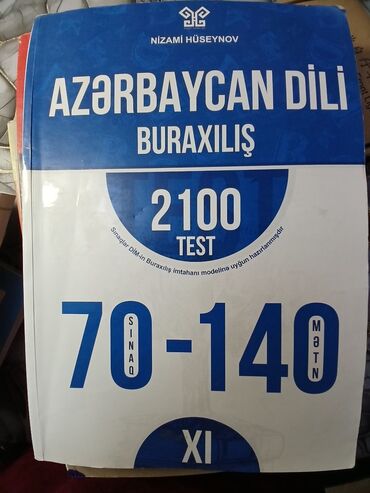 NİZAMİ HÜSEYNOV
AZƏRBAYCAN DİLİ
BURAXILIŞ
2100
TEST
Sınaqlar DİM-in Buraxılış imtahanı modelinə uyğun hazırlanmışdır
70-140
SINAQ
MƏTN
XI